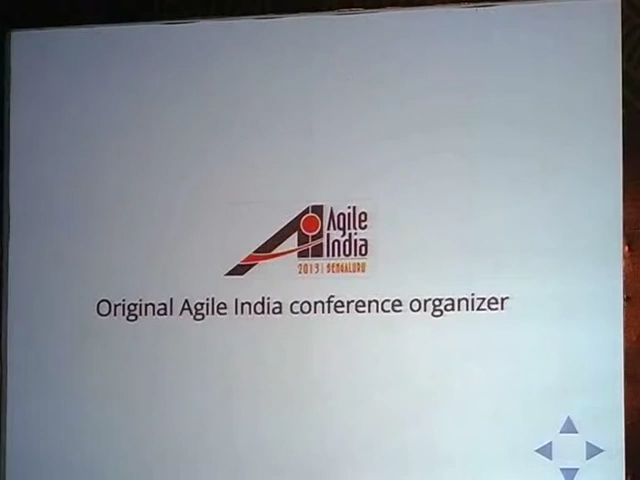 Agile
India
2013 | BENGALURU
Original Agile India conference organizer